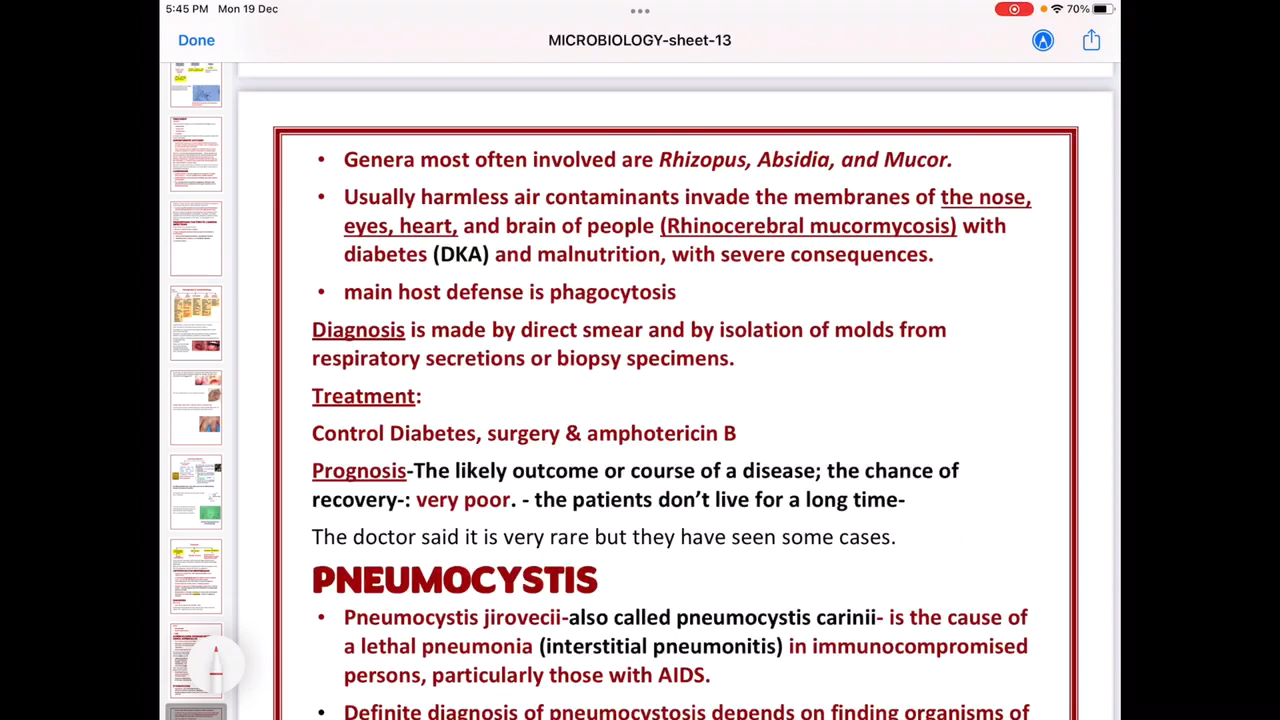 5:45 PM Mon 19 Dec
70%
Done
MICROBIOLOGY-sheet-13
• Genera most often involved are Rhizopus, Absidia, and Mucor.
• Usually harmless air contaminants invade the membranes of the nose,
eyes, heart, and brain of people (Rhinocerebral mucormycosis) with
diabetes (DKA) and malnutrition, with severe consequences.
• main host defense is phagocytosis
Diagnosis is made by direct smear and by isolation of molds from
respiratory secretions or biopsy specimens.
Treatment:
Control Diabetes, surgery & amphotericin B
Prognosis-The likely outcome or course of a disease; the chance of
recovery-: very poor. - the patients don't live for a long time-
The doctor said it is very rare but they have seen some cases.
PNEUMOCYSTIS
• Pneumocystis jirovecii-also called pneumocystis carinii- is the cause of
a lethal pneumonia (interstitial pneumonitis) in immunocompromised
persons, particularly those with AIDS.
• Definite diagnosis of pneumocystosis depends on finding organisms of